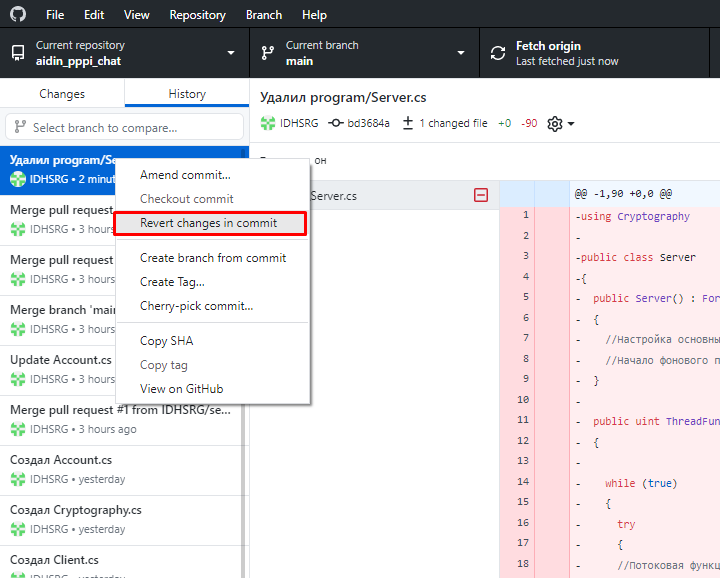 File Edit View Repository Branch Help
Current repository
aidin_pppi_chat
Current branch
main
Fetch origin
Last fetched just now
Changes
History
Select branch to compare...
Удалил program/Se
IDHSRG • 2 minut
Merge pull request
IDHSRG • 3 hours
Merge pull request
IDHSRG • 3 hours
Merge branch 'mai
IDHSRG • 3 hours
Update Account.cs
IDHSRG • 3 hours
Merge pull request #1 from IDHSRG/se...
IDHSRG • 3 hours ago
Создал Account.cs
IDHSRG • yesterday
Создал Cryptography.cs
IDHSRG • yesterday
Создал Client.cs
IDHSRG • yesterday
Amend commit...
Checkout commit
Revert changes in commit
Create branch from commit
Create Tag...
Cherry-pick commit...
Copy SHA
Copy tag
View on GitHub
Удалил program/Server.cs
IDHSRG bd3684a 1 changed file +0 -90
он
Server.cs
@@ -1,90 +0,0 @@
1 -using Cryptography
2 -
3 -public class Server
4 -{
5 - public Server() : For
6 - {
7 - //Настройка основны
8 - //Начало фонового п
9 - }
10 -
11 - public uint ThreadFun
12 - {
13 -
14 - while (true)
15 - {
16 - try
17 - {
18 - //Потоковая функц